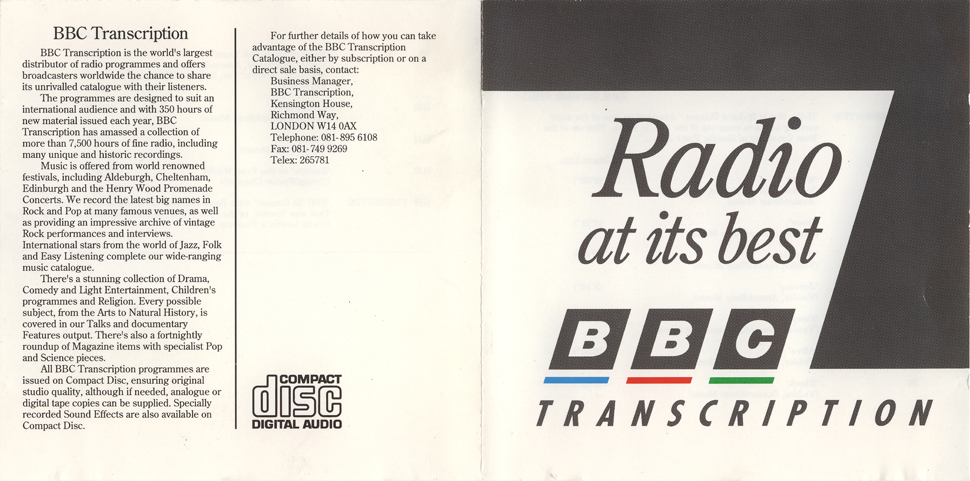 BBC Transcription
BBC Transcription is the world's largest
distributor of radio programmes and offers
broadcasters worldwide the chance to share
its unrivalled catalogue with their listeners.
The programmes are designed to suit an
international audience and with 350 hours of
new material issued each year, BBC
Transcription has amassed a collection of
more than 7,500 hours of fine radio, including
many unique and historic recordings.
Music is offered from world renowned
festivals, including Aldeburgh, Cheltenham,
Edinburgh and the Henry Wood Promenade
Concerts. We record the latest big names in
Rock and Pop at many famous venues, as well
as providing an impressive archive of vintage
Rock performances and interviews.
International stars from the world of Jazz, Folk
and Easy Listening complete our wide-ranging
music catalogue.
There's a stunning collection of Drama,
Comedy and Light Entertainment, Children's
programmes and Religion. Every possible
subject, from the Arts to Natural History, is
covered in our Talks and documentary
Features output. There's also a fortnightly
roundup of Magazine items with specialist Pop
and Science pieces.
All BBC Transcription programmes are
issued on Compact Disc, ensuring original
studio quality, although if needed, analogue or
digital tape copies can be supplied. Specially
recorded Sound Effects are also available on
Compact Disc.
For further details of how you can take
advantage of the BBC Transcription
Catalogue, either by subscription or on a
direct sale basis, contact:
Business Manager,
BBC Transcription,
Kensington House,
Richmond Way,
LONDON W14 0AX
Telephone: 081-895 6108
Fax: 081-749 9269
Telex: 265781
COMPACT
disc
DIGITAL AUDIO
Radio
at its best
BBC
TRANSCRIPTION